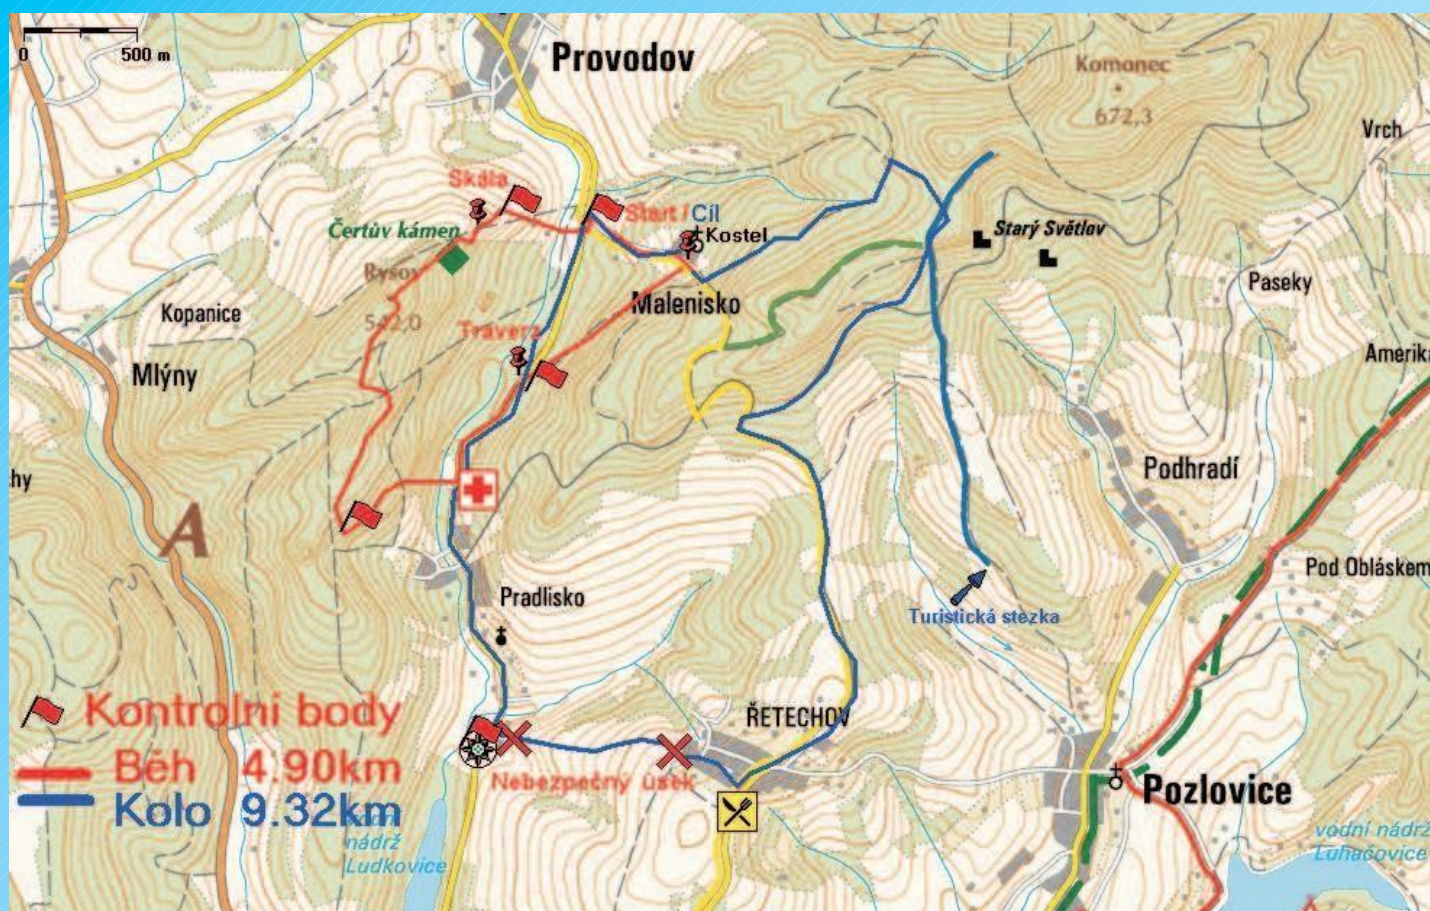 0 500 m
Provodov
Komonec
672,3
Vrch
Skála
Start / Cíl
Kostel
Čertův kámen
Starý Světlov
Ryšov
Paseky
Kopanice
Malenisko
542,0
Traverz
Amerika
Mlýny
Podhradí
hy
A
Pod Obláskem
Pradlisko
Turistická stezka
ŘETECHOV
Kontrolní body
Běh 4.90km
Nebezpečný úsek
Pozlovice
Kolo 9.32km
nádrž
Ludkovice
vodní nádrž
Luhačovice